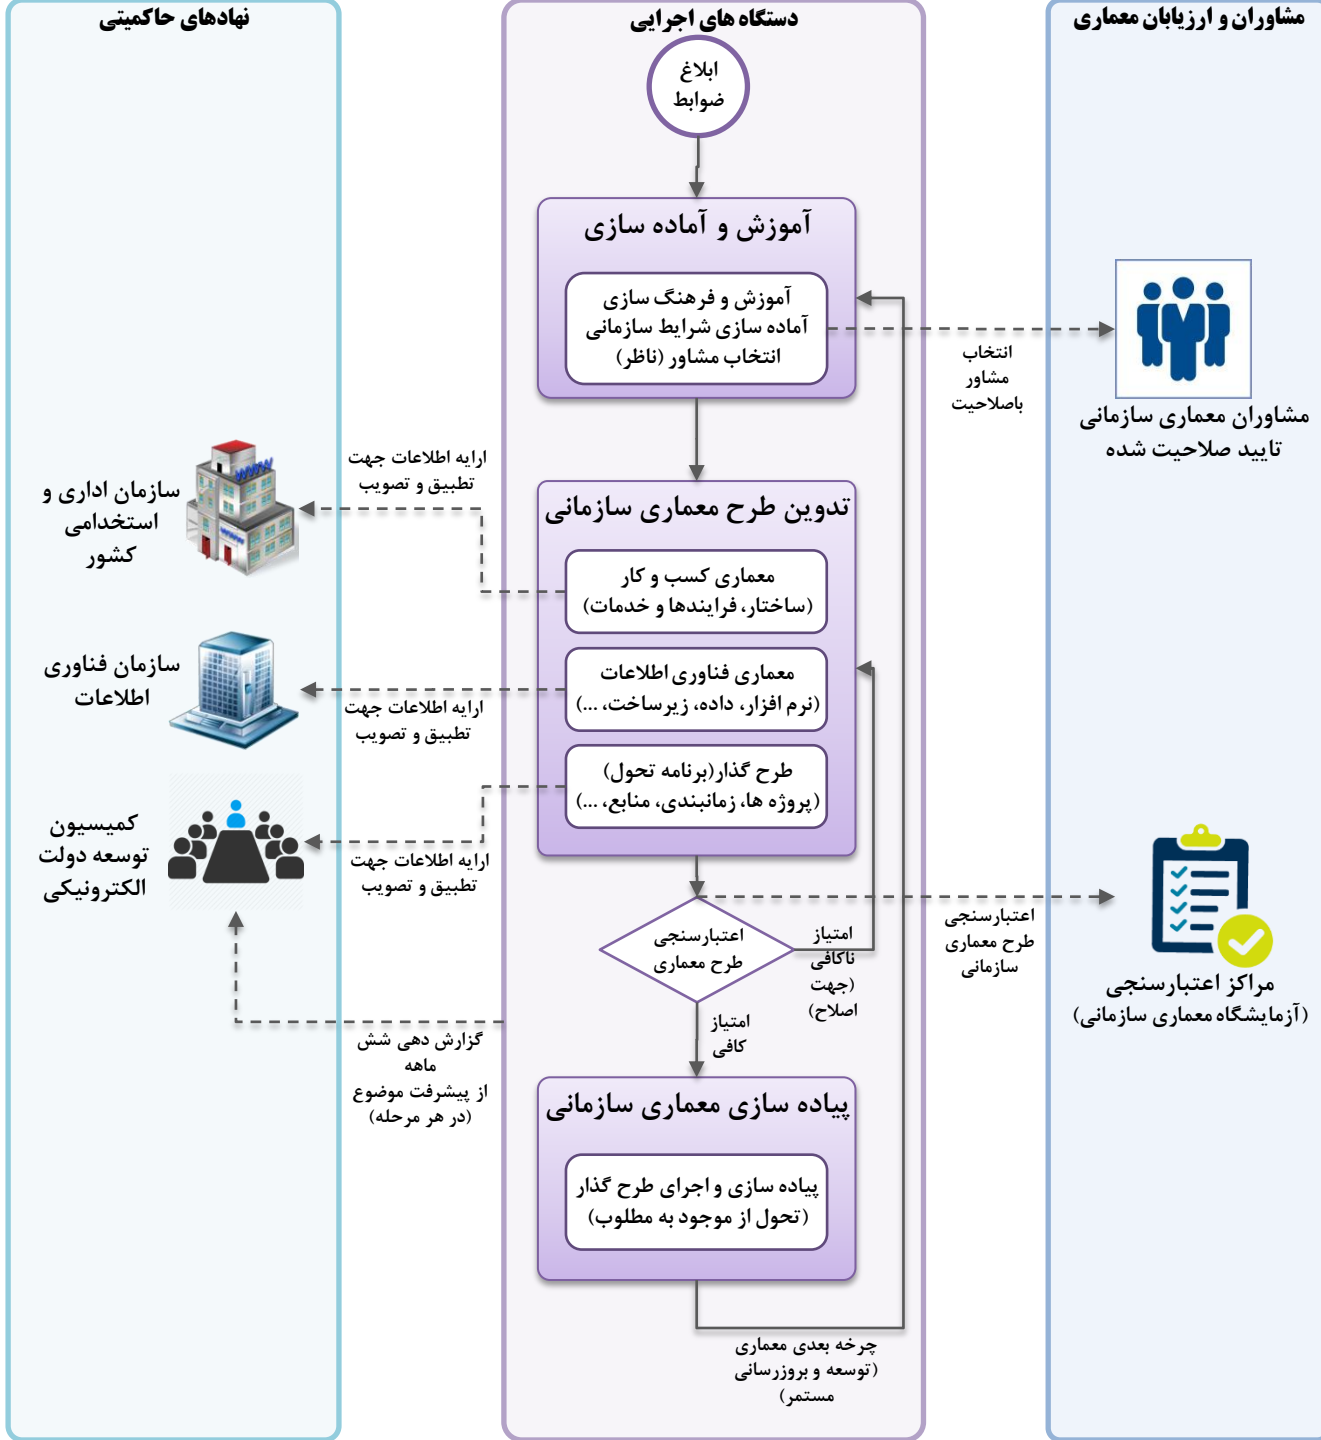 مشاوران و ارزیابان معماری
دستگاه های اجرایی
نهادهای حاکمیتی
ابلاغ
ضوابط
آموزش و آماده سازی
آموزش و فرهنگ سازی
آماده سازی شرایط سازمانی
انتخاب مشاور (ناظر)
انتخاب
مشاور
باصلاحیت
مشاوران معماری سازمانی
تایید صلاحیت شده
تدوین طرح معماری سازمانی
معماری کسب و کار
(ساختار، فرایندها و خدمات)
ارایه اطلاعات جهت
تطبیق و تصویب
سازمان اداری و
استخدامی
کشور
معماری فناوری اطلاعات
(نرم افزار، داده، زیرساخت، ...)
ارایه اطلاعات جهت
تطبیق و تصویب
سازمان فناوری
اطلاعات
طرح گذار(برنامه تحول)
(پروژه ها، زمانبندی، منابع، ...)
ارایه اطلاعات جهت
تطبیق و تصویب
کمیسیون
توسعه دولت
الکترونیکی
اعتبارسنجی
طرح معماری
امتیاز
ناکافی
(جهت
اصلاح)
اعتبارسنجی
طرح معماری
سازمانی
مراکز اعتبارسنجی
(آزمایشگاه معماری سازمانی)
امتیاز
کافی
گزارش دهی شش
ماهه
از پیشرفت موضوع
(در هر مرحله)
پیاده سازی معماری سازمانی
پیاده سازی و اجرای طرح گذار
(تحول از موجود به مطلوب)
چرخه بعدی معماری
(توسعه و بروزرسانی
مستمر)
www
www